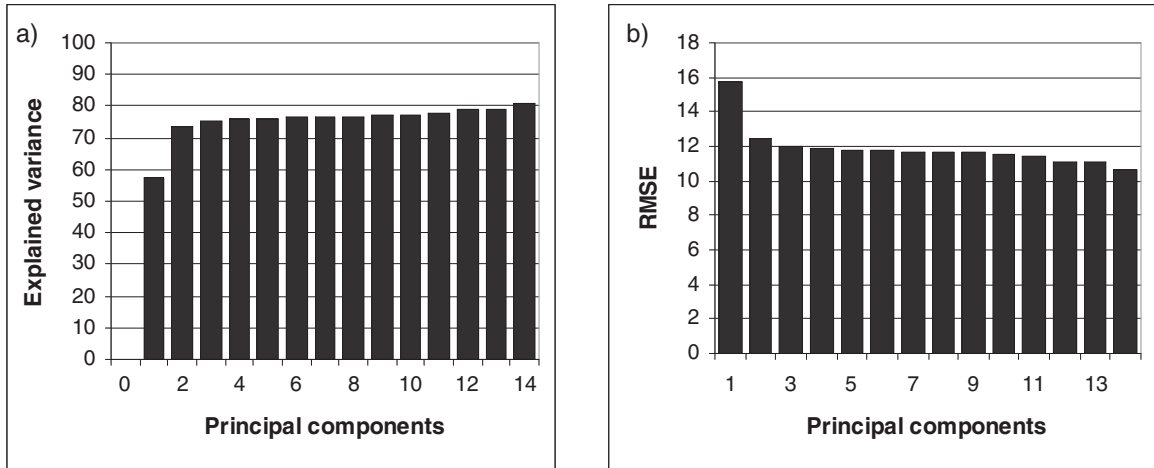 a)
100
90
80
70
60
50
40
30
20
10
0
Explained variance
0 2 4 6 8 10 12 14
Principal components
b)
18
16
14
12
10
8
6
4
2
0
RMSE
1 3 5 7 9 11 13
Principal components